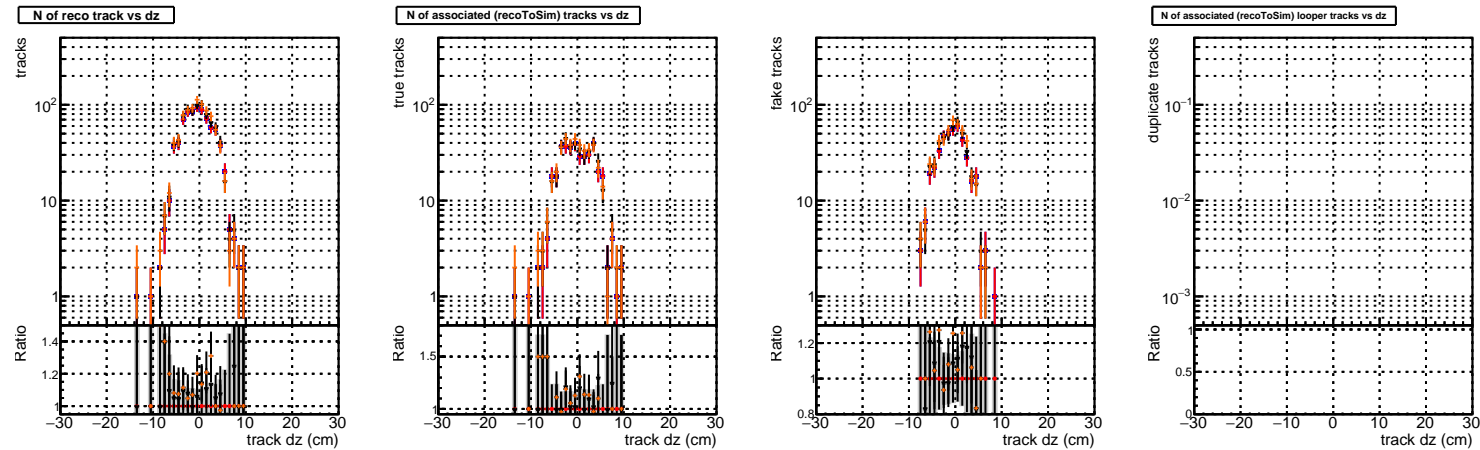 N of reco track vs dz
tracks
10²
10
1
Ratio
1.4
1.2
1
−30 −20 −10 0 10 20 30
track dz (cm)
N of associated (recoToSim) tracks vs dz
true tracks
10²
10
1
Ratio
1.5
1
−30 −20 −10 0 10 20 30
track dz (cm)
fake tracks
10²
10
1
Ratio
1.2
1
0.8
−30 −20 −10 0 10 20 30
track dz (cm)
N of associated (recoToSim) looper tracks vs dz
duplicate tracks
10⁻¹
10⁻²
10⁻³
Ratio
1
0.5
0
−30 −20 −10 0 10 20 30
track dz (cm)